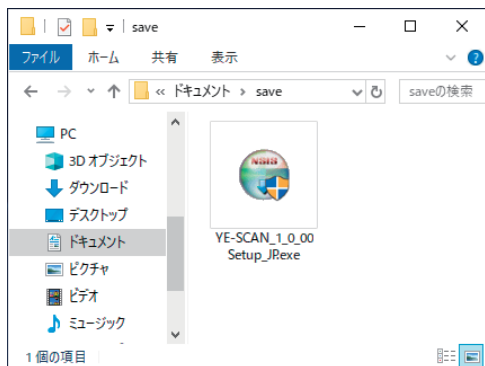 save
ファイル ホーム 共有 表示
« ドキュメント › save saveの検索
PC
3D オブジェクト
ダウンロード
デスクトップ
ドキュメント
ピクチャ
ビデオ
ミュージック
YE-SCAN_1_0_00
Setup_JP.exe
1 個の項目